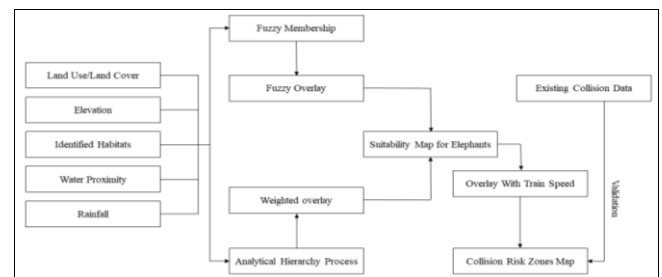 Fuzzy Membership
Land Use/Land Cover
Fuzzy Overlay
Existing Collision Data
Elevation
Identified Habitats
Suitability Map for Elephants
Water Proximity
Overlay With Train Speed
Validation
Weighted overlay
Rainfall
Analytical Hierarchy Process
Collision Risk Zones Map